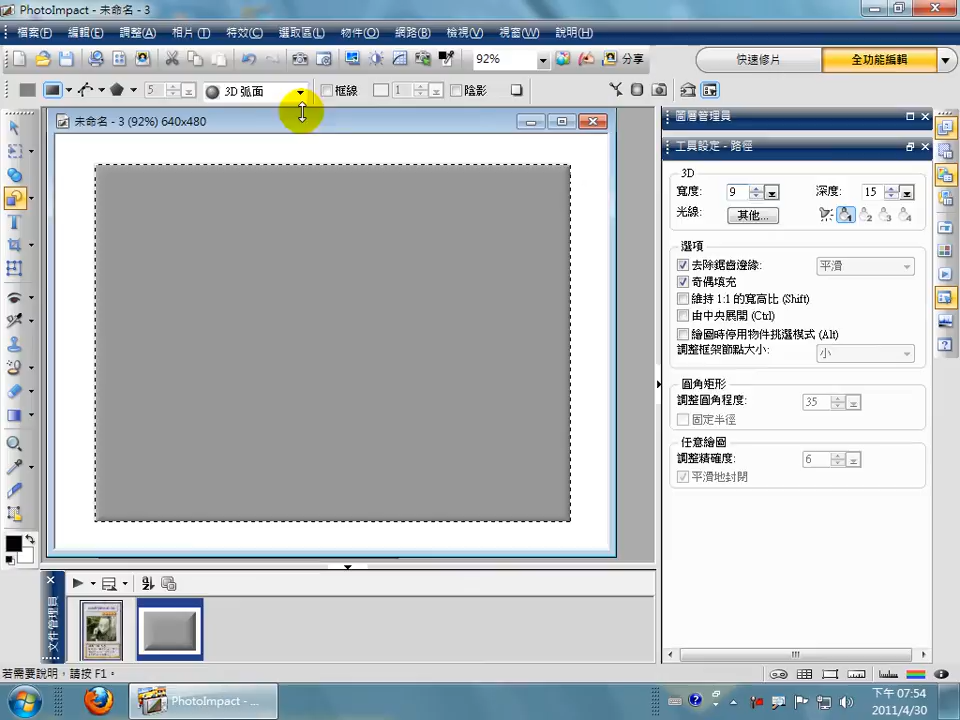 PhotoImpact - 未命名 - 3
檔案(F) 編輯(E) 調整(A) 相片(T) 特效(C) 選取區(L) 物件(O) 網路(B) 檢視(V) 視窗(W) 說明(H)
92% 分享 快速修片 全功能編輯
5 3D 弧面 框線 1 陰影
未命名 - 3 (92%) 640x480
圖層管理員
工具設定 - 路徑
3D
寬度: 9 深度: 15
光線: 其他... 1 2 3 4
選項
去除鋸齒邊緣: 平滑
奇偶填充
維持 1:1 的寬高比 (Shift)
由中央展開 (Ctrl)
繪圖時停用物件挑選模式 (Alt)
調整框架節點大小: 小
圓角矩形
調整圓角程度: 35
固定半徑
任意繪圖
調整精確度: 6
平滑地封閉
文件管理員
若需要說明，請按 F1。
PhotoImpact - ...
下午 07:54
2011/4/30